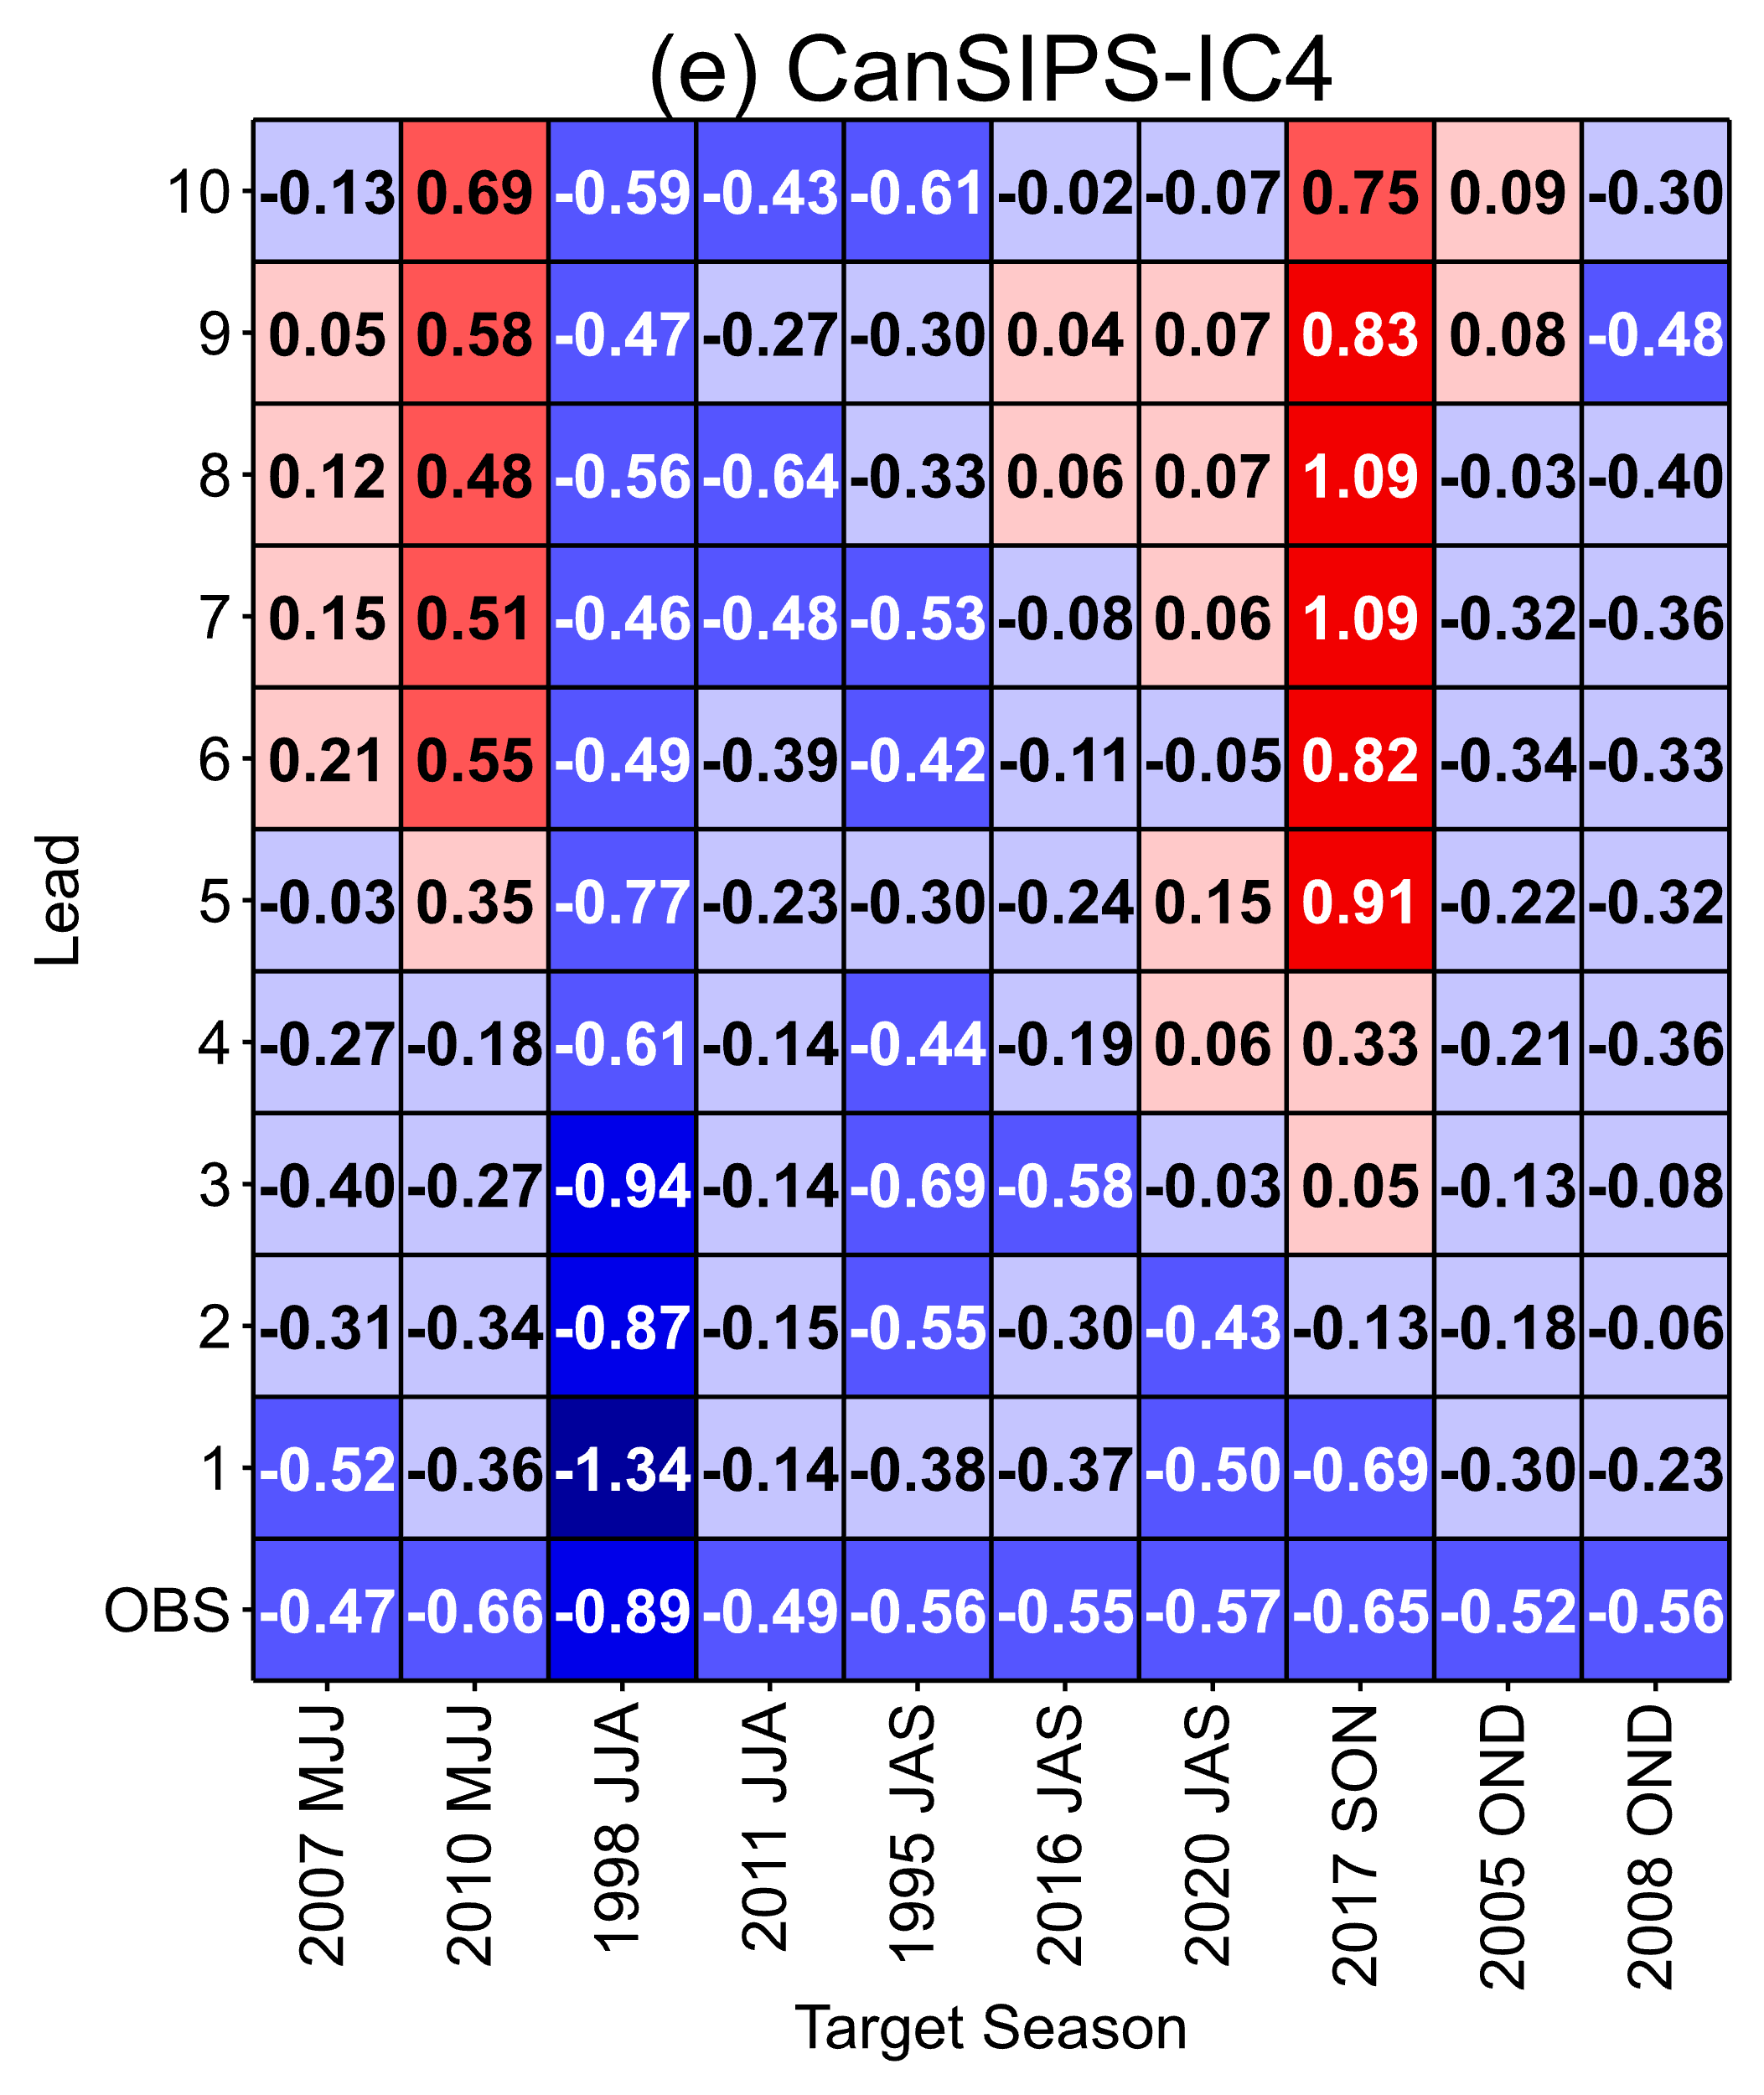 (e) CanSIPS-IC4
10 -0.13 0.69 -0.59 -0.43 -0.61 -0.02 -0.07 0.75 0.09 -0.30
9 0.05 0.58 -0.47 -0.27 -0.30 0.04 0.07 0.83 0.08 -0.48
8 0.12 0.48 -0.56 -0.64 -0.33 0.06 0.07 1.09 -0.03 -0.40
7 0.15 0.51 -0.46 -0.48 -0.53 -0.08 0.06 1.09 -0.32 -0.36
6 0.21 0.55 -0.49 -0.39 -0.42 -0.11 -0.05 0.82 -0.34 -0.33
5 -0.03 0.35 -0.77 -0.23 -0.30 -0.24 0.15 0.91 -0.22 -0.32
4 -0.27 -0.18 -0.61 -0.14 -0.44 -0.19 0.06 0.33 -0.21 -0.36
3 -0.40 -0.27 -0.94 -0.14 -0.69 -0.58 -0.03 0.05 -0.13 -0.08
2 -0.31 -0.34 -0.87 -0.15 -0.55 -0.30 -0.43 -0.13 -0.18 -0.06
1 -0.52 -0.36 -1.34 -0.14 -0.38 -0.37 -0.50 -0.69 -0.30 -0.23
OBS -0.47 -0.66 -0.89 -0.49 -0.56 -0.55 -0.57 -0.65 -0.52 -0.56
Lead
2007 MJJ
2010 MJJ
1998 JJA
2011 JJA
1995 JAS
2016 JAS
2020 JAS
2017 SON
2005 OND
2008 OND
Target Season